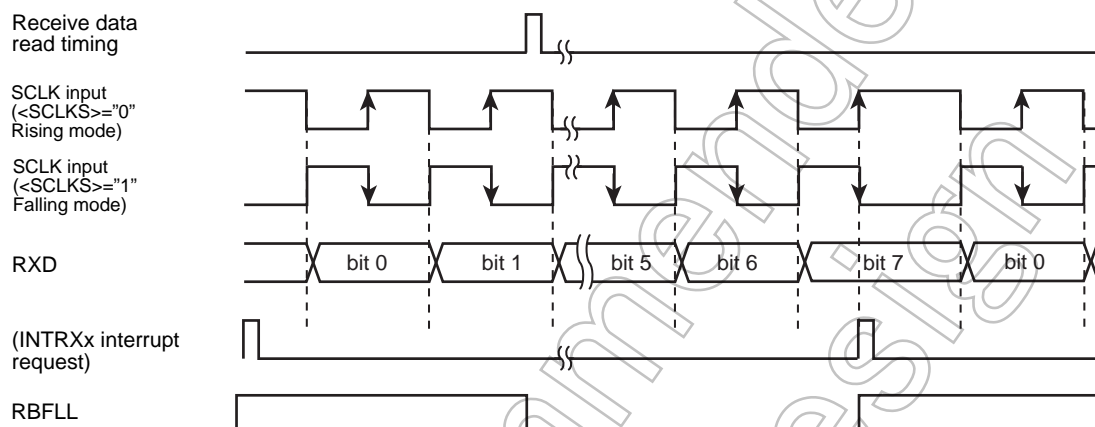 Receive data
read timing
SCLK input
(<SCLKS>="0"
Rising mode)
SCLK input
(<SCLKS>="1"
Falling mode)
RXD
bit 0
bit 1
bit 5
bit 6
bit 7
bit 0
(INTRXx interrupt
request)
RBFLL